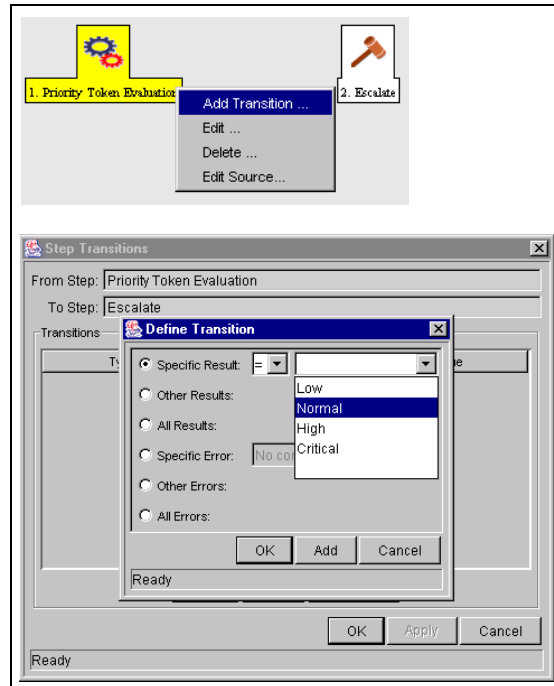 1. Priority Token Evaluation
2. Escalate
Add Transition ...
Edit ...
Delete ...
Edit Source...
Step Transitions
From Step: Priority Token Evaluation
To Step: Escalate
Transitions
Define Transition
Specific Result: =
Low
Normal
High
Critical
Other Results:
All Results:
Specific Error:
Other Errors:
All Errors:
OK Add Cancel
Ready
OK Apply Cancel
Ready